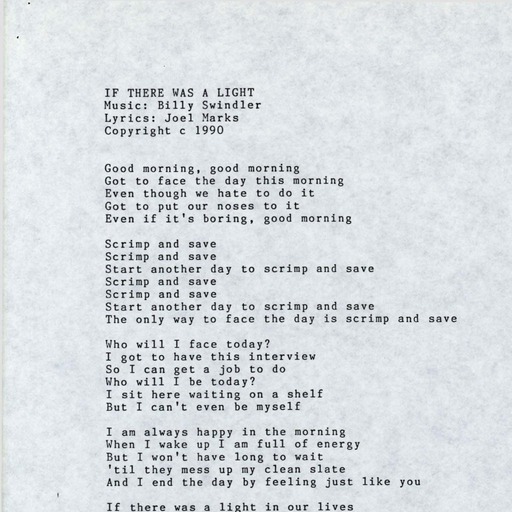 IF THERE WAS A LIGHT
Music: Billy Swindler
Lyrics: Joel Marks
Copyright c 1990
Good morning, good morning
Got to face the day this morning
Even though we hate to do it
Got to put our noses to it
Even if it's boring, good morning
Scrimp and save
Scrimp and save
Start another day to scrimp and save
Scrimp and save
Scrimp and save
Start another day to scrimp and save
The only way to face the day is scrimp and save
Who will I face today?
I got to have this interview
So I can get a job to do
Who will I be today?
I sit here waiting on a shelf
But I can't even be myself
I am always happy in the morning
When I wake up I am full of energy
But I won't have long to wait
'til they mess up my clean slate
And I end the day by feeling just like you
If there was a light in our lives